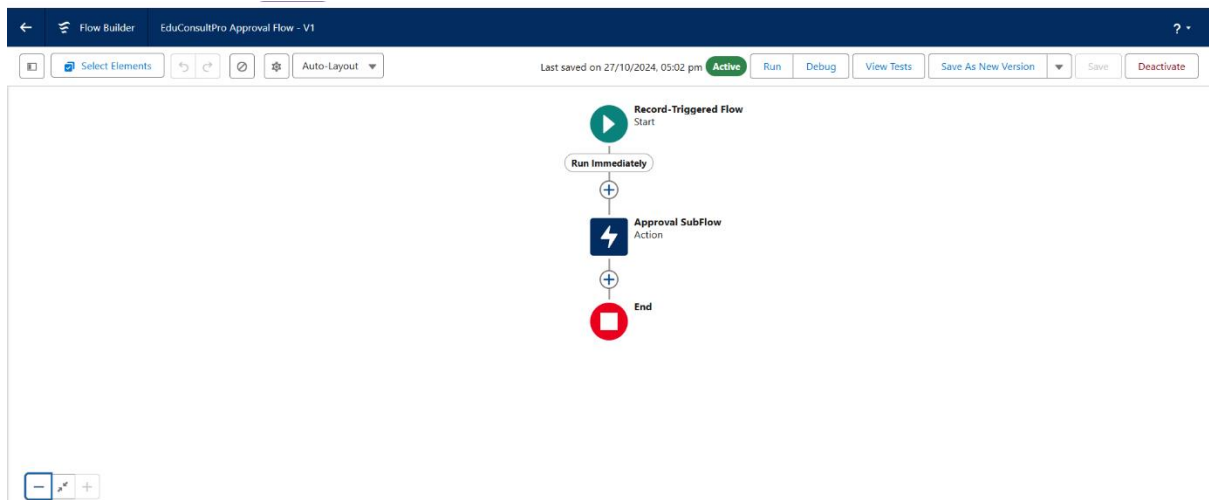 Flow Builder EduConsultPro Approval Flow - V1 ?
Select Elements Auto-Layout Last saved on 27/10/2024, 05:02 pm Active Run Debug View Tests Save As New Version Save Deactivate
Record-Triggered Flow
Start
Run Immediately
Approval SubFlow
Action
End